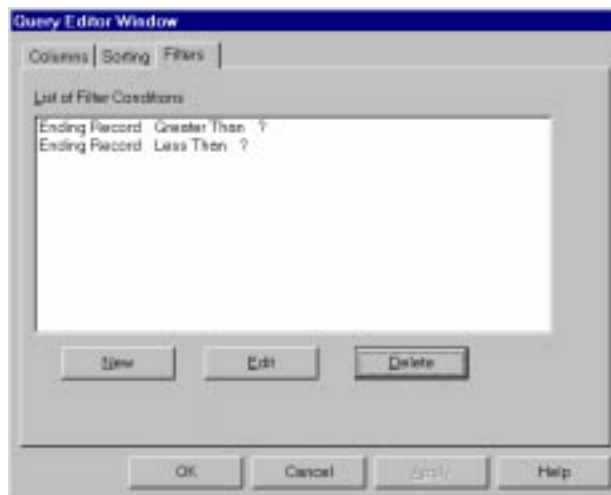 Query Editor Window
Columns Sorting Filters
List of Filter Conditions
Ending Record Greater Than ?
Ending Record Less Than ?
New Edit Delete
OK Cancel Apply Help